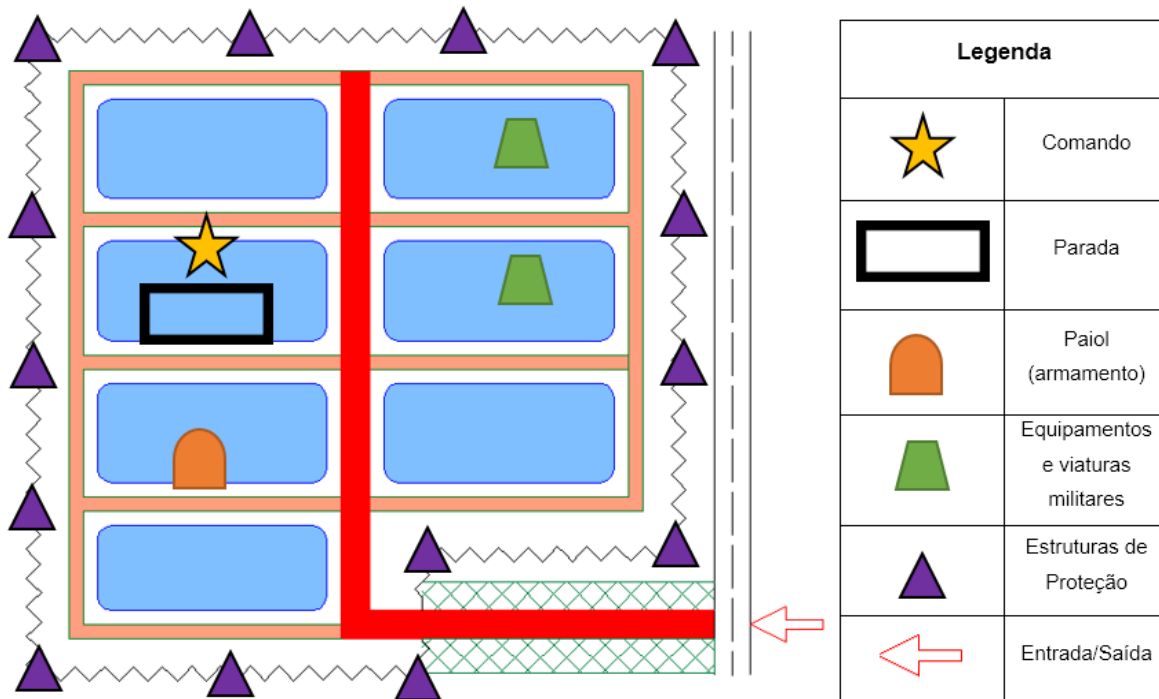 Legenda
Comando
Parada
Paiol
(armamento)
Equipamentos
e viaturas
militares
Estruturas de
Proteção
Entrada/Saída